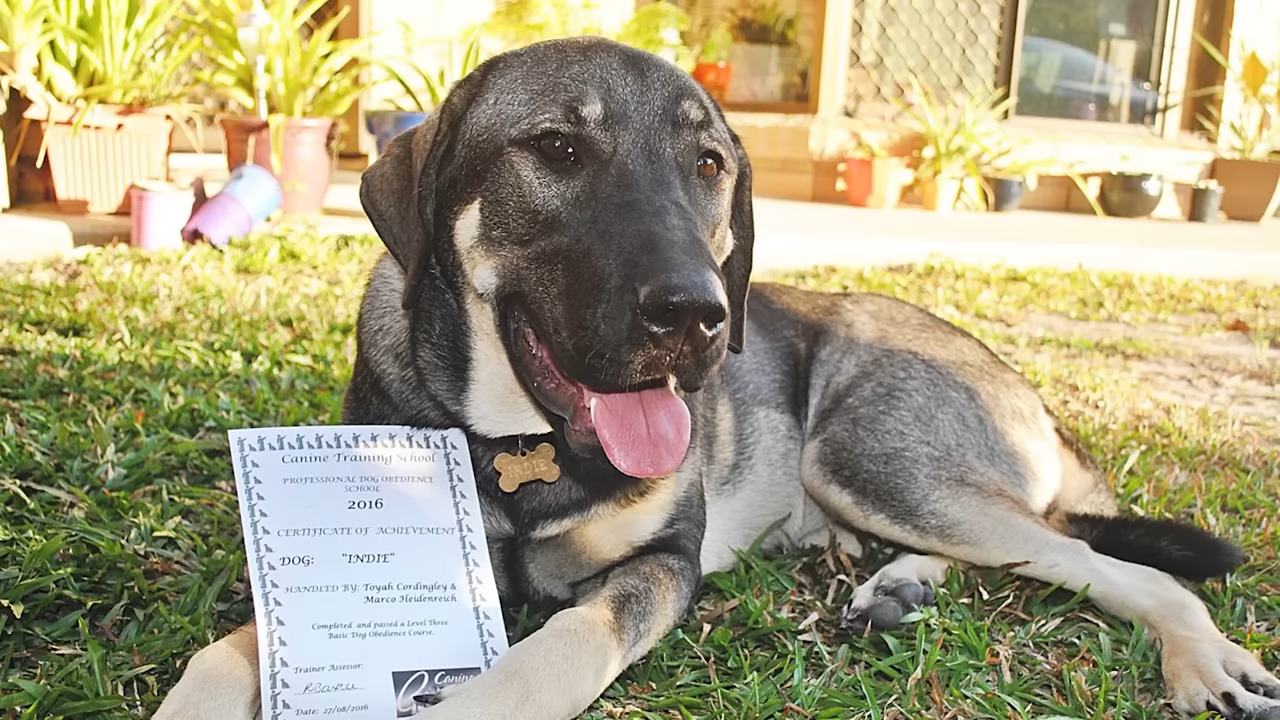 INDIE
Canine Training School
PROFESSIONAL DOG OBEDIENCE
SCHOOL
2016
CERTIFICATE OF ACHIEVEMENT
DOG: "INDIE"
HANDLED BY: Toyah Cordingley &
Marco Heidenreich
Completed and passed a Level Three
Basic Dog Obedience Course.
Trainer Assessor:
Date: 27/08/2016
Canine